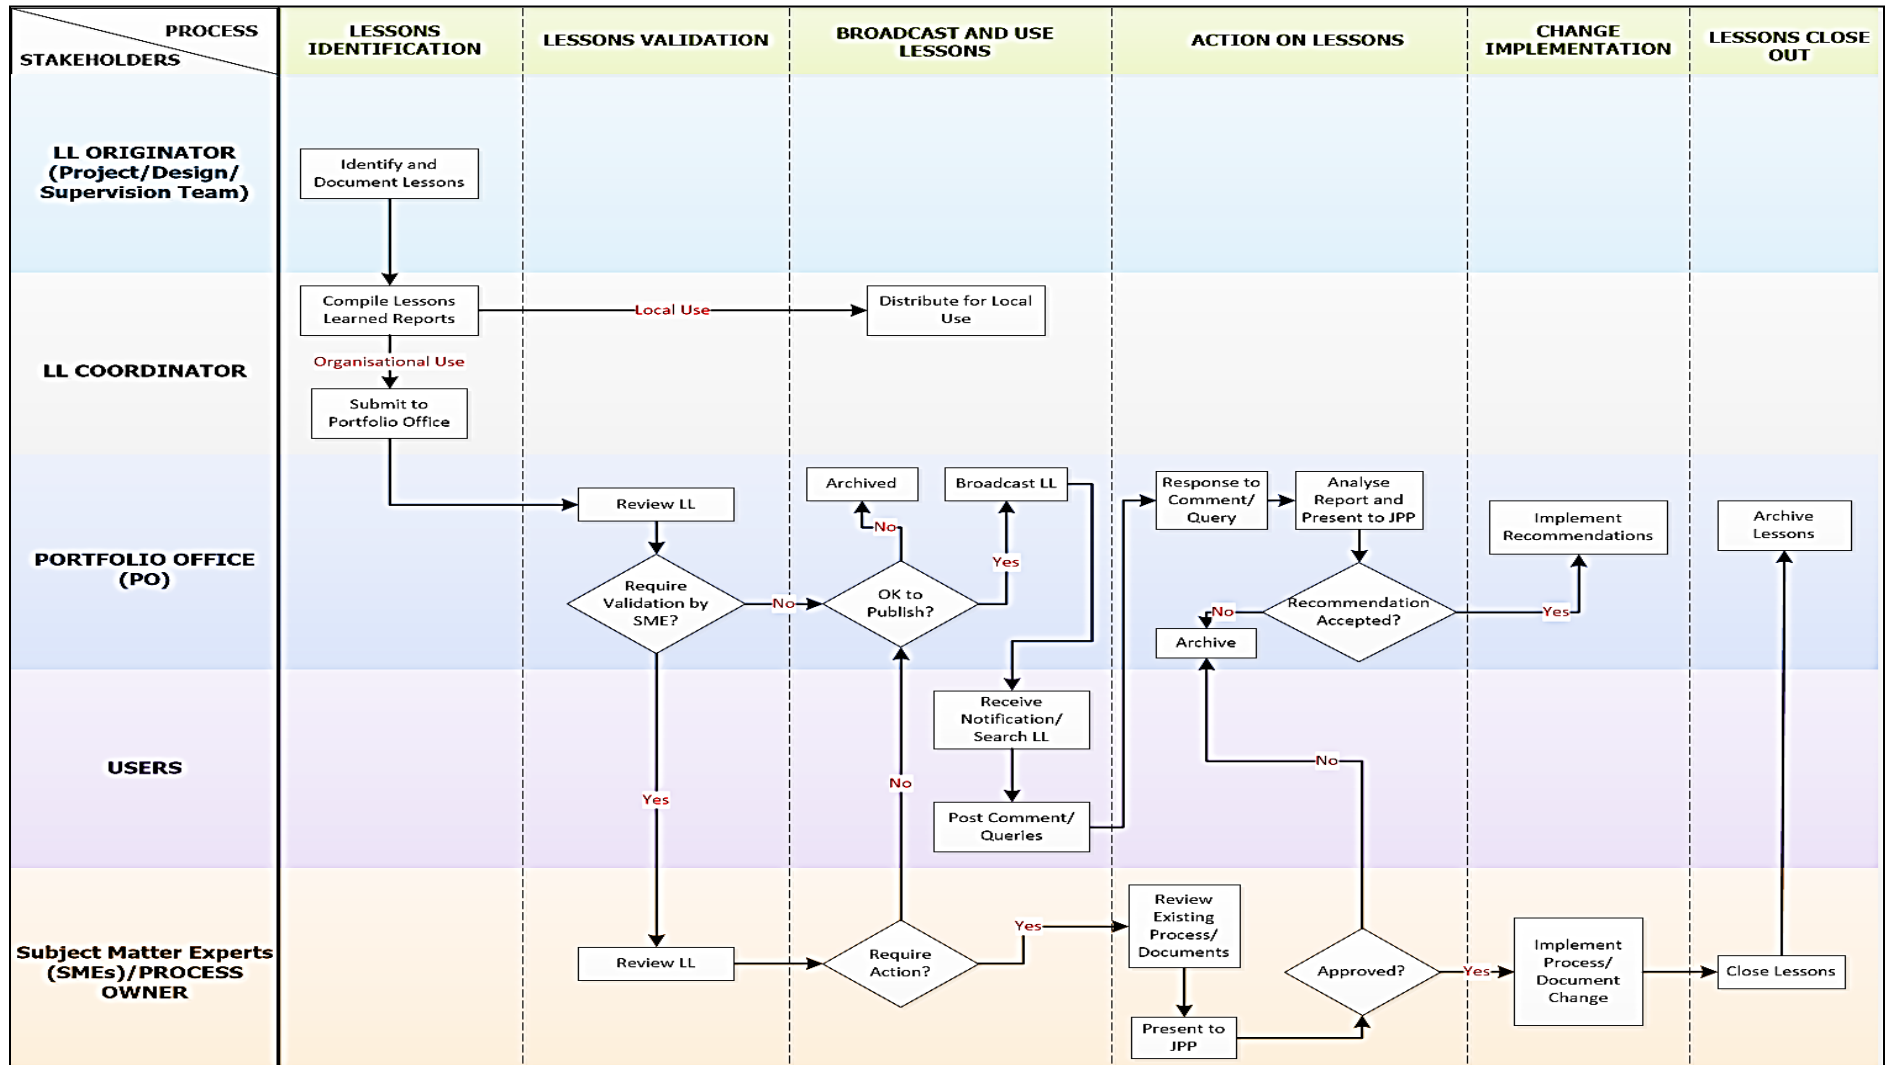 PROCESS
STAKEHOLDERS
LESSONS
IDENTIFICATION
LESSONS VALIDATION
BROADCAST AND USE
LESSONS
ACTION ON LESSONS
CHANGE
IMPLEMENTATION
LESSONS CLOSE
OUT
LL ORIGINATOR
(Project/Design/
Supervision Team)
Identify and
Document Lessons
LL COORDINATOR
Compile Lessons
Learned Reports
Local Use
Distribute for Local
Use
Organisational Use
Submit to
Portfolio Office
PORTFOLIO OFFICE
(PO)
Review LL
Require
Validation by
SME?
No
Yes
Archived
No
OK to
Publish?
Yes
Broadcast LL
Response to
Comment/
Query
Analyse
Report and
Present to JPP
Recommendation
Accepted?
No
Archive
Yes
Implement
Recommendations
Archive
Lessons
USERS
Receive
Notification/
Search LL
Post Comment/
Queries
No
No
Subject Matter Experts
(SMEs)/PROCESS
OWNER
Review LL
Require
Action?
Yes
Review
Existing
Process/
Documents
Present to
JPP
Approved?
Yes
Implement
Process/
Document
Change
Close Lessons